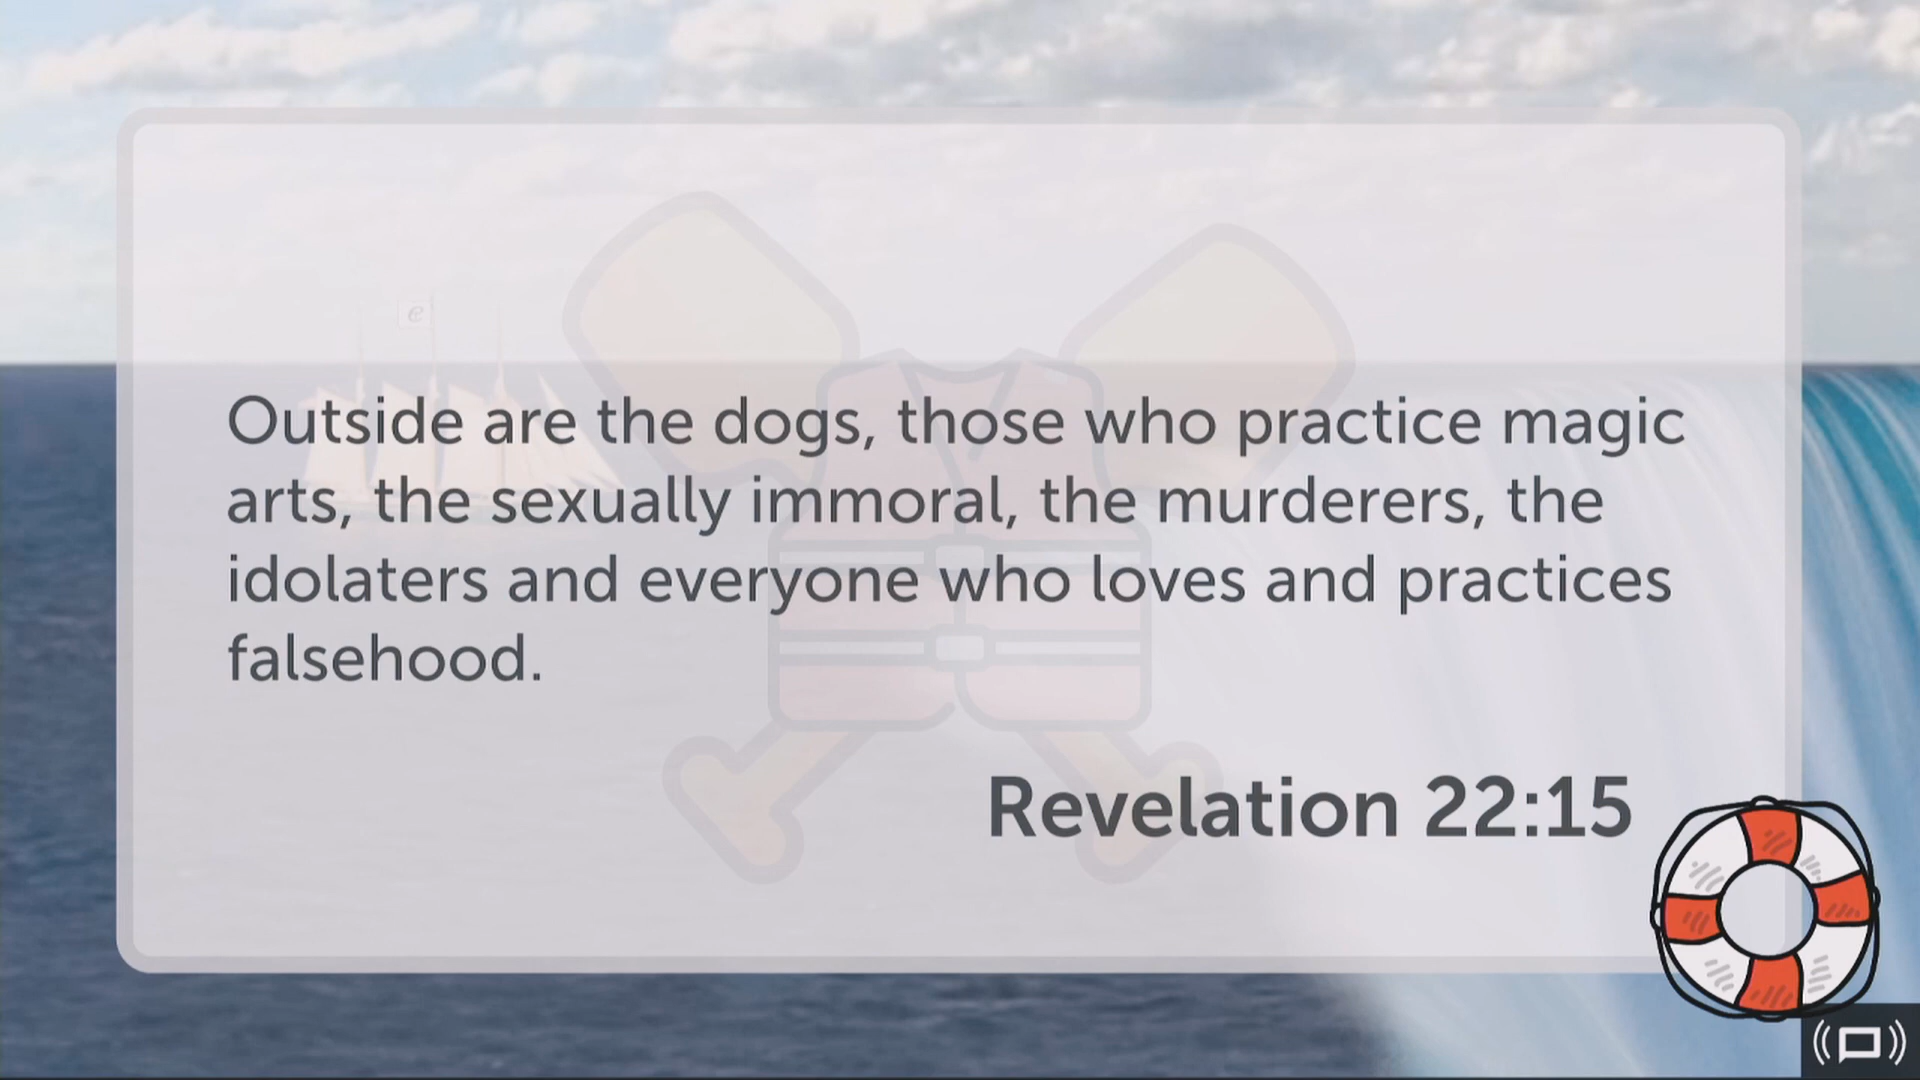 e
Outside are the dogs, those who practice magic
arts, the sexually immoral, the murderers, the
idolaters and everyone who loves and practices
falsehood.
Revelation 22:15